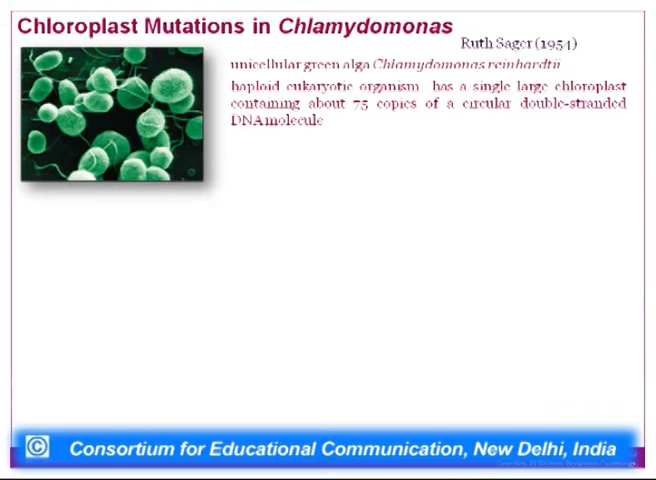 Chloroplast Mutations in Chlamydomonas
Ruth Sager (1954)
unicellular green alga Chlamydomonas reinhardtii
haploid eukaryotic organism has a single large chloroplast
containing about 75 copies of a circular double-stranded
DNA molecule
© Consortium for Educational Communication, New Delhi, India